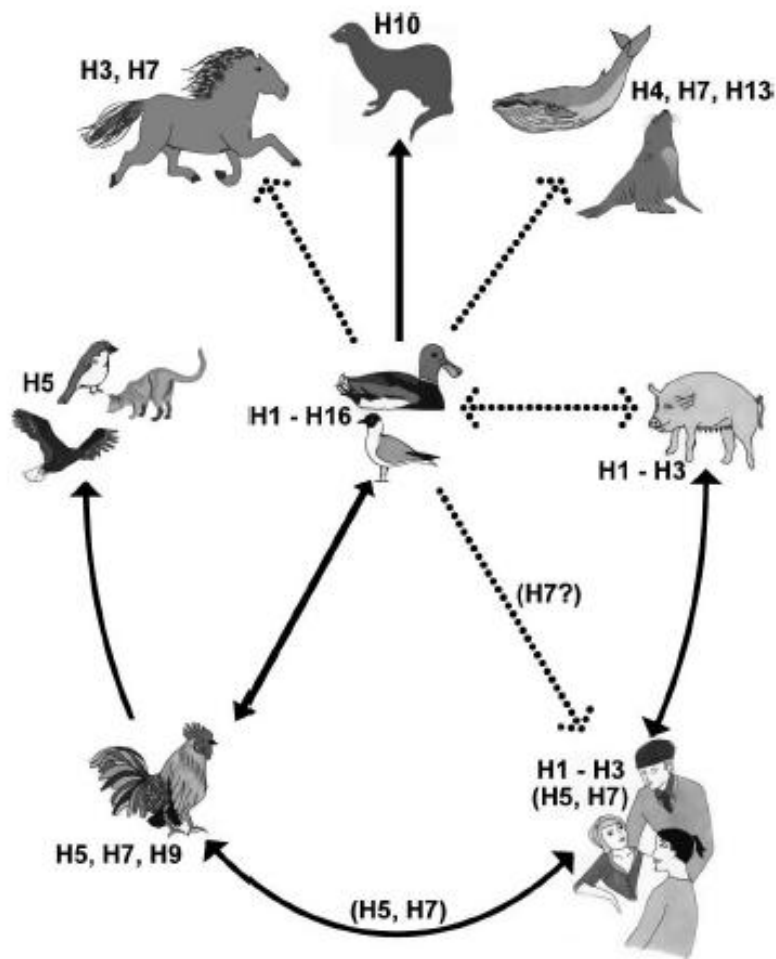 H10
H3, H7
H4, H7, H13
H5
H1 - H16
H1 - H3
(H7?)
H1 - H3
(H5, H7)
H5, H7, H9
(H5, H7)